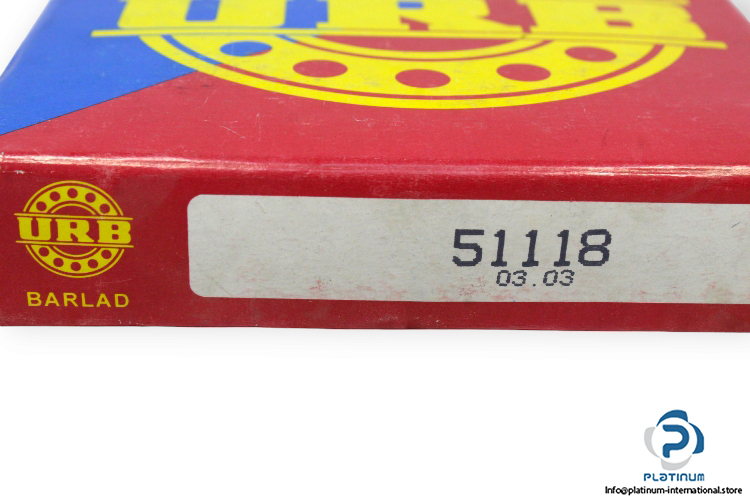 URB
URB
BARLAD
51118
03.03
PLATINUM
Info@platinum-international.store